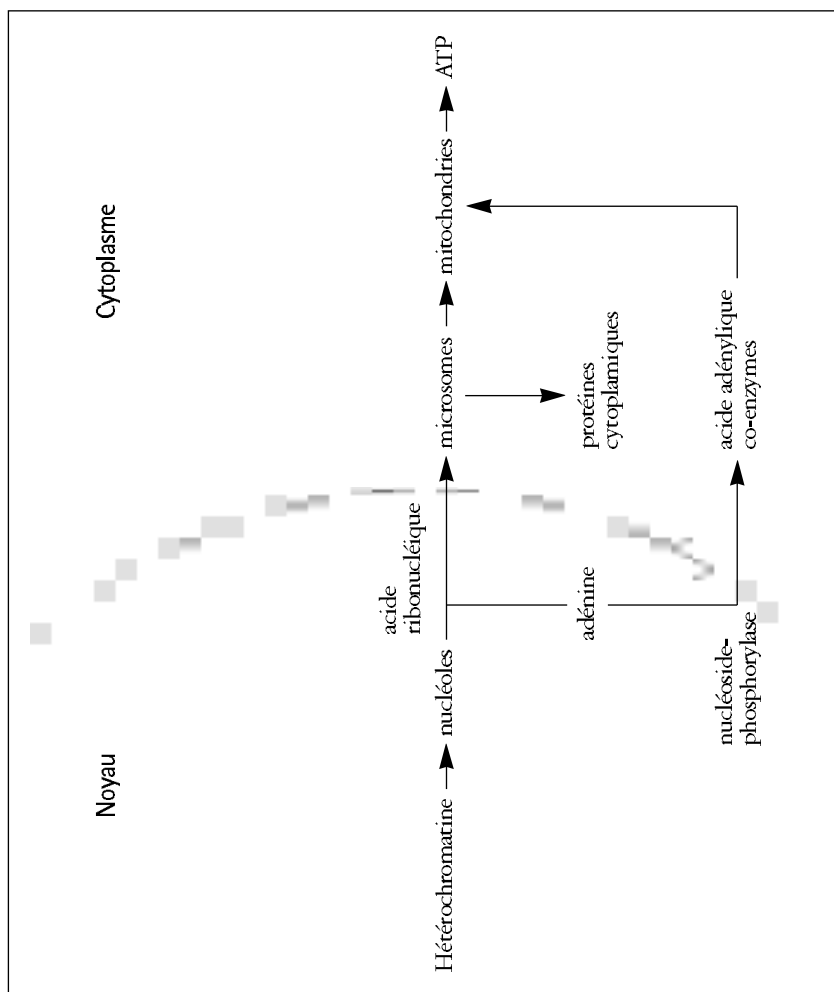 Noyau
Cytoplasme
acide
ribonucléique
Hétérochromatine
nucléoles
microsomes
mitochondries
ATP
adénine
protéines
cytoplamiques
nucléoside-
phosphorylase
acide adénylique
co-enzymes